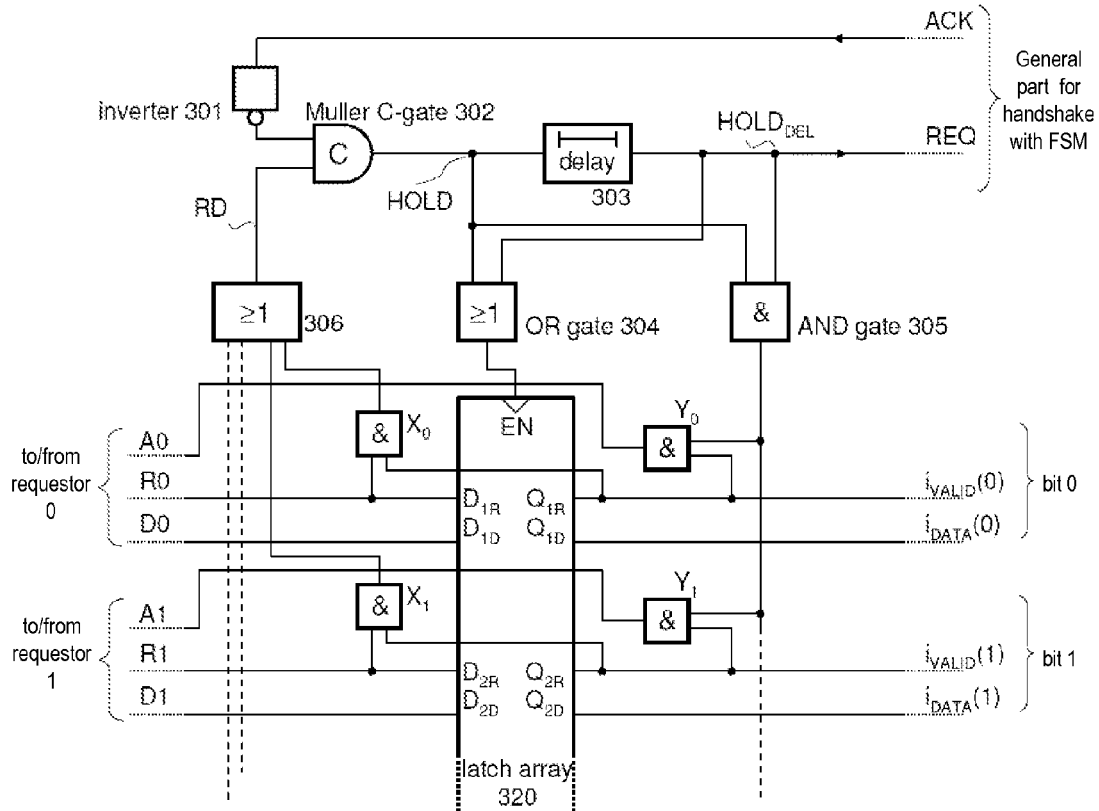 ACK
General
part for
handshake
with FSM
inverter 301
Muller C-gate 302
C
HOLD
delay
303
HOLD_DEL
REQ
RD
≥1
306
≥1
OR gate 304
&
AND gate 305
to/from
requestor
0
A0
R0
D0
&
X_0
EN
D_1R
D_1D
Q_1R
Q_1D
Y_0
&
i_VALID(0)
i_DATA(0)
bit 0
to/from
requestor
1
A1
R1
D1
&
X_1
D_2R
D_2D
Q_2R
Q_2D
Y_1
&
i_VALID(1)
i_DATA(1)
bit 1
latch array
320